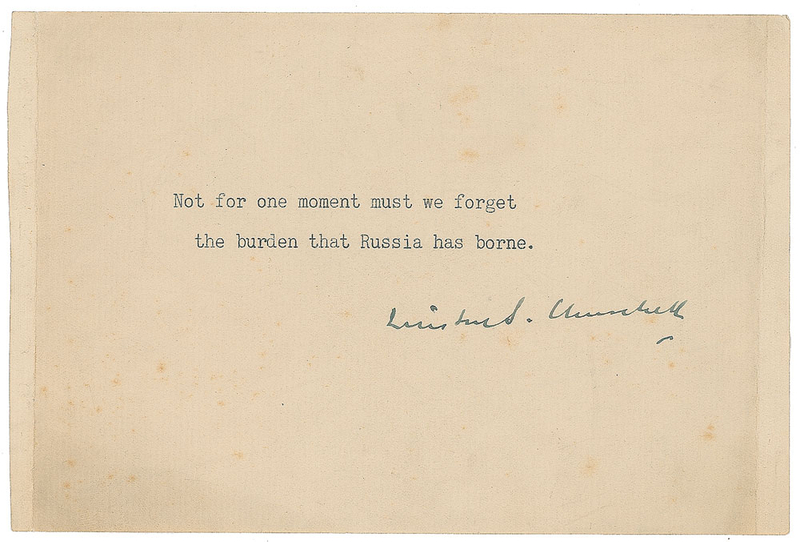 Not for one moment must we forget
the burden that Russia has borne.
Winston S. Churchill